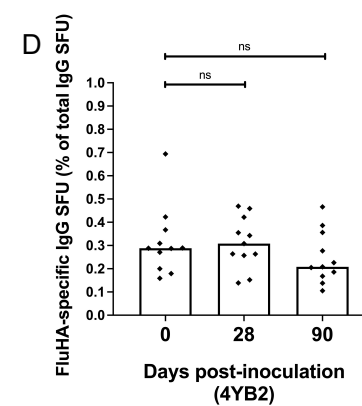 D
ns
ns
FluHA-specific IgG SFU (% of total IgG SFU)
1.0
0.9
0.8
0.7
0.6
0.5
0.4
0.3
0.2
0.1
0.0
0 28 90
Days post-inoculation
(4YB2)